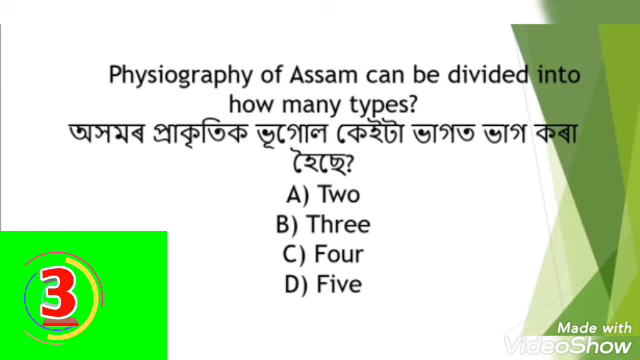 Physiography of Assam can be divided into
how many types?
অসমৰ প্ৰাকৃতিক ভূগোল কেইটা ভাগত ভাগ কৰা
হৈছে?
A) Two
B) Three
C) Four
D) Five
3
Made with
VideoShow